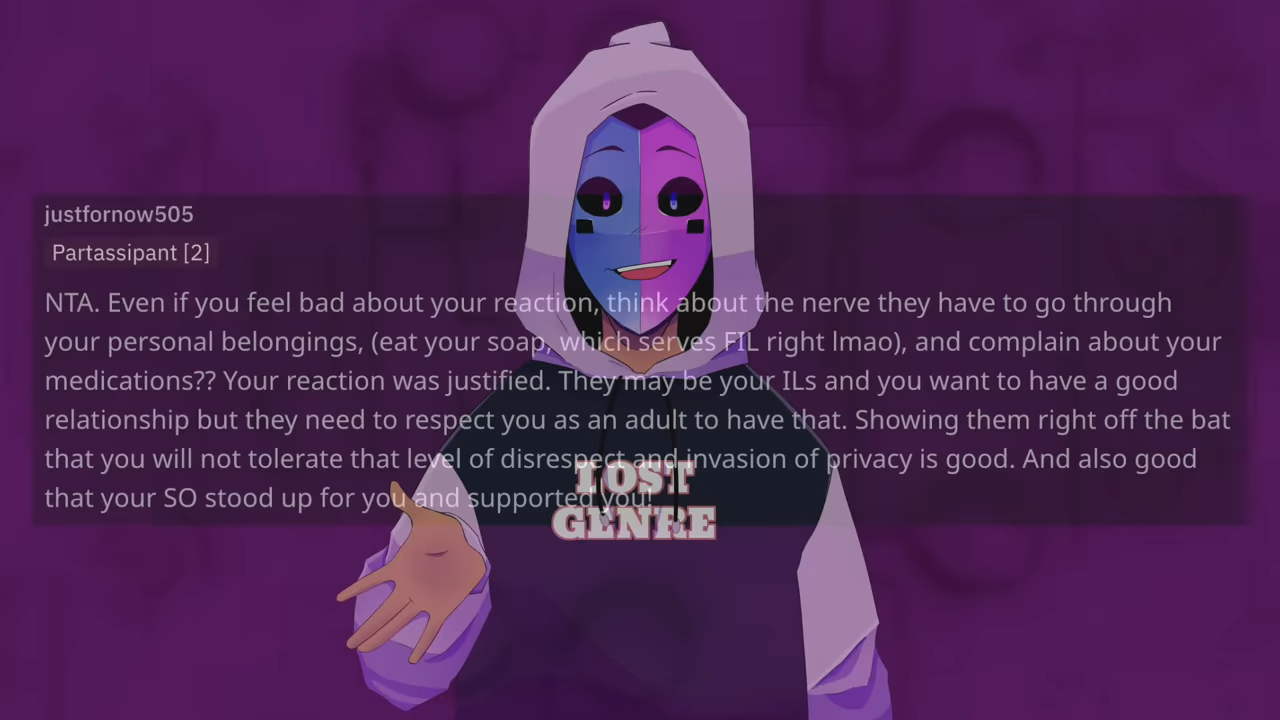 justfornow505
Partassipant [2]
NTA. Even if you feel bad about your reaction, think about the nerve they have to go through
your personal belongings, (eat your soap, which serves FIL right lmao), and complain about your
medications?? Your reaction was justified. They may be your ILs and you want to have a good
relationship but they need to respect you as an adult to have that. Showing them right off the bat
that you will not tolerate that level of disrespect and invasion of privacy is good. And also good
that your SO stood up for you and supported you!
LOST
GENRE